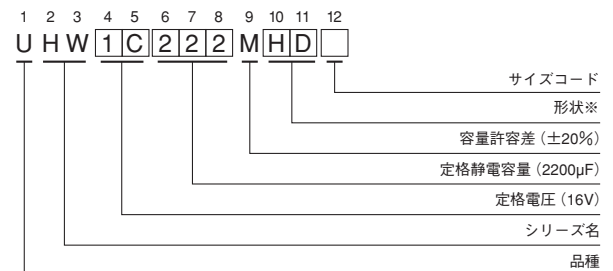 1 2 3 4 5 6 7 8 9 10 11 12
U H W 1 C 2 2 2 M H D
サイズコード
形状※
容量許容差 (±20%)
定格静電容量 (2200µF)
定格電圧 (16V)
シリーズ名
品種